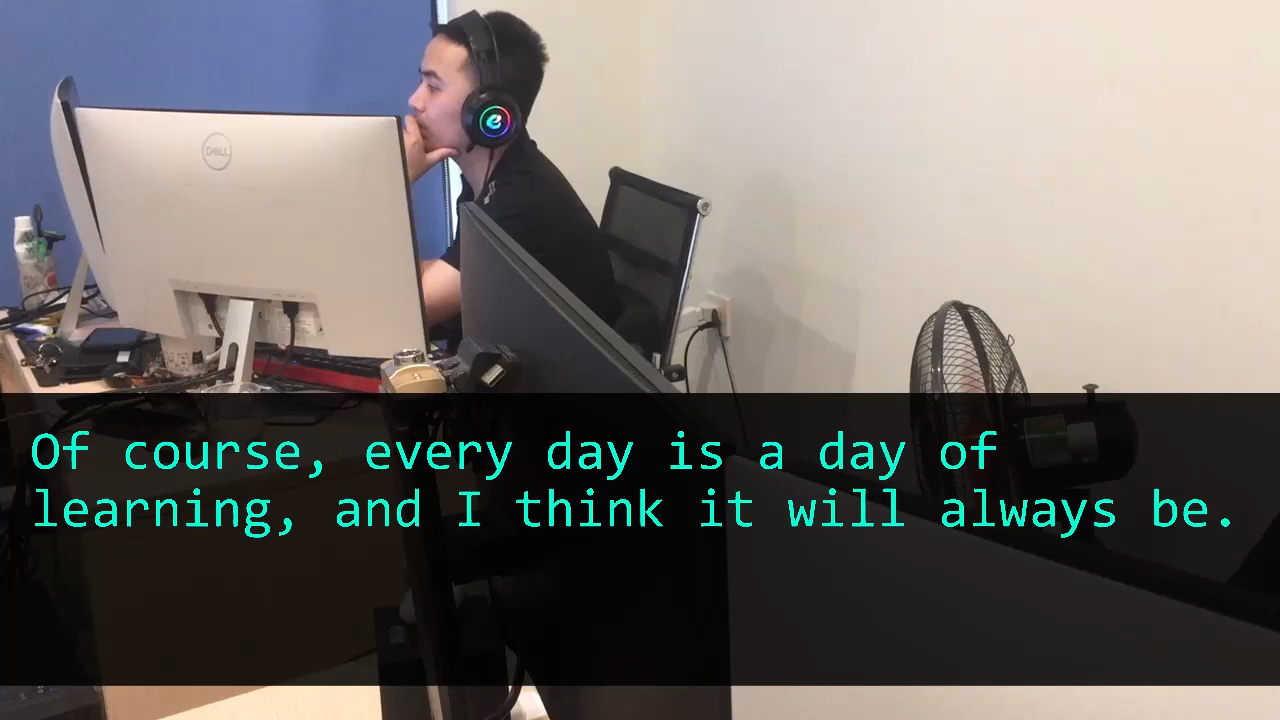 DELL
Of course, every day is a day of
learning, and I think it will always be.